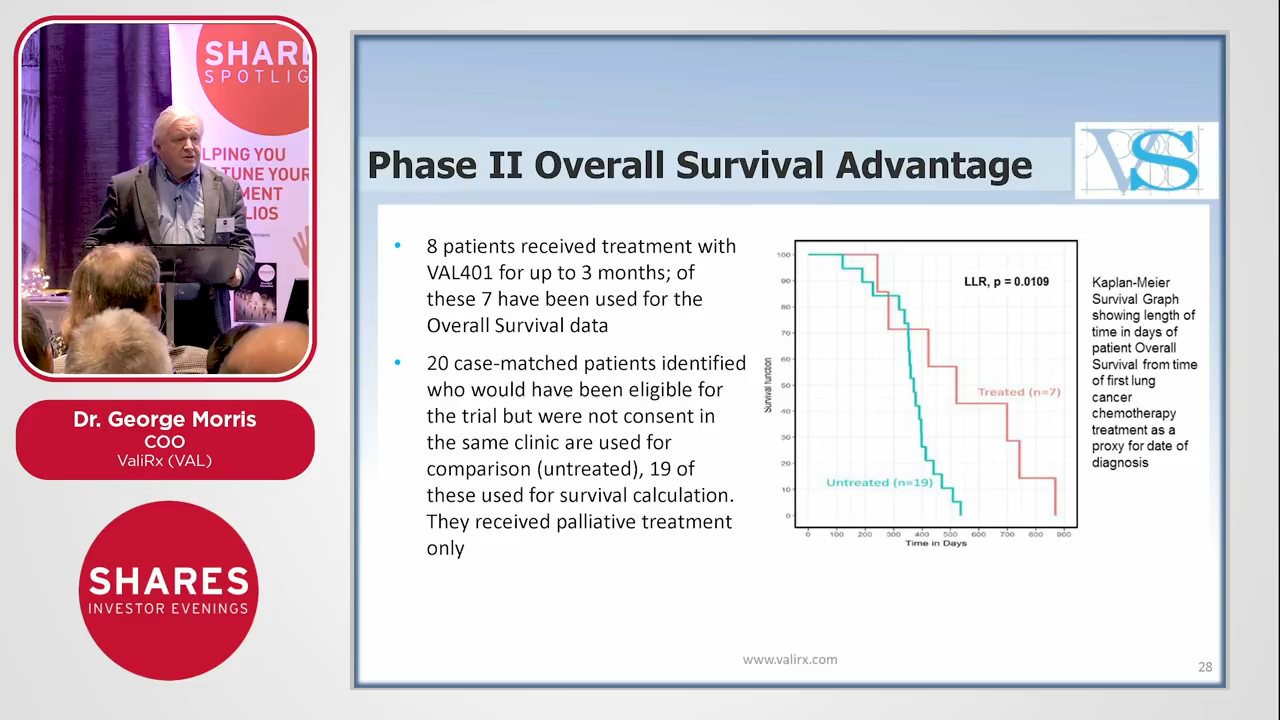 SHAR
SPOTLIG
LPING YOU
TUNE YOUR
MENT
LIOS
Dr. George Morris
COO
ValiRx (VAL)
SHARES
INVESTOR EVENINGS
Phase II Overall Survival Advantage
VS
• 8 patients received treatment with
VAL401 for up to 3 months; of
these 7 have been used for the
Overall Survival data
• 20 case-matched patients identified
who would have been eligible for
the trial but were not consent in
the same clinic are used for
comparison (untreated), 19 of
these used for survival calculation.
They received palliative treatment
only
LLR, p = 0.0109
Treated (n=7)
Untreated (n=19)
Survival function
100
90
80
70
60
50
40
30
20
10
0
0 100 200 300 400 500 600 700 800 900
Time in Days
Kaplan-Meier
Survival Graph
showing length of
time in days of
patient Overall
Survival from time
of first lung
cancer
chemotherapy
treatment as a
proxy for date of
diagnosis
www.valirx.com
28